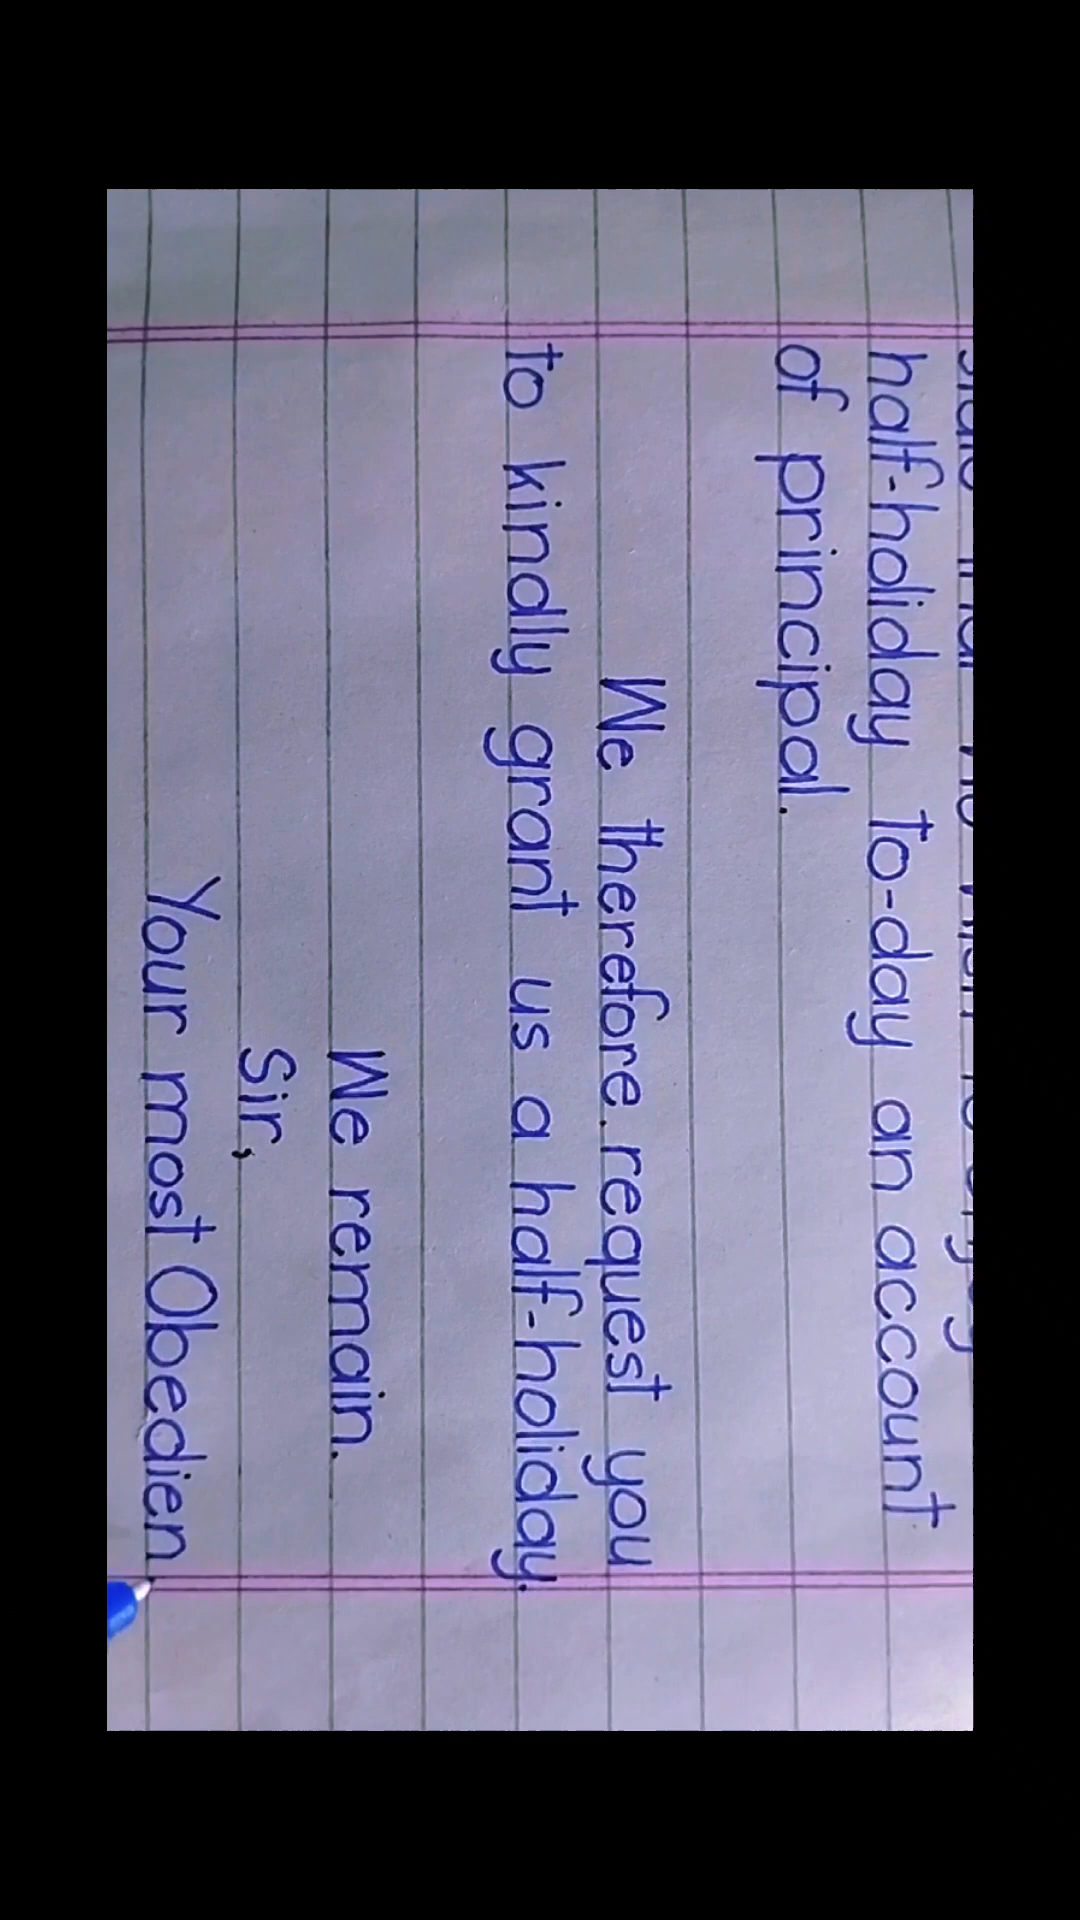 half-holiday to-day an account
of principal.
We therefore. request you
to kindly grant us a half-holiday.
We remain.
Sir,
Your most Obedien